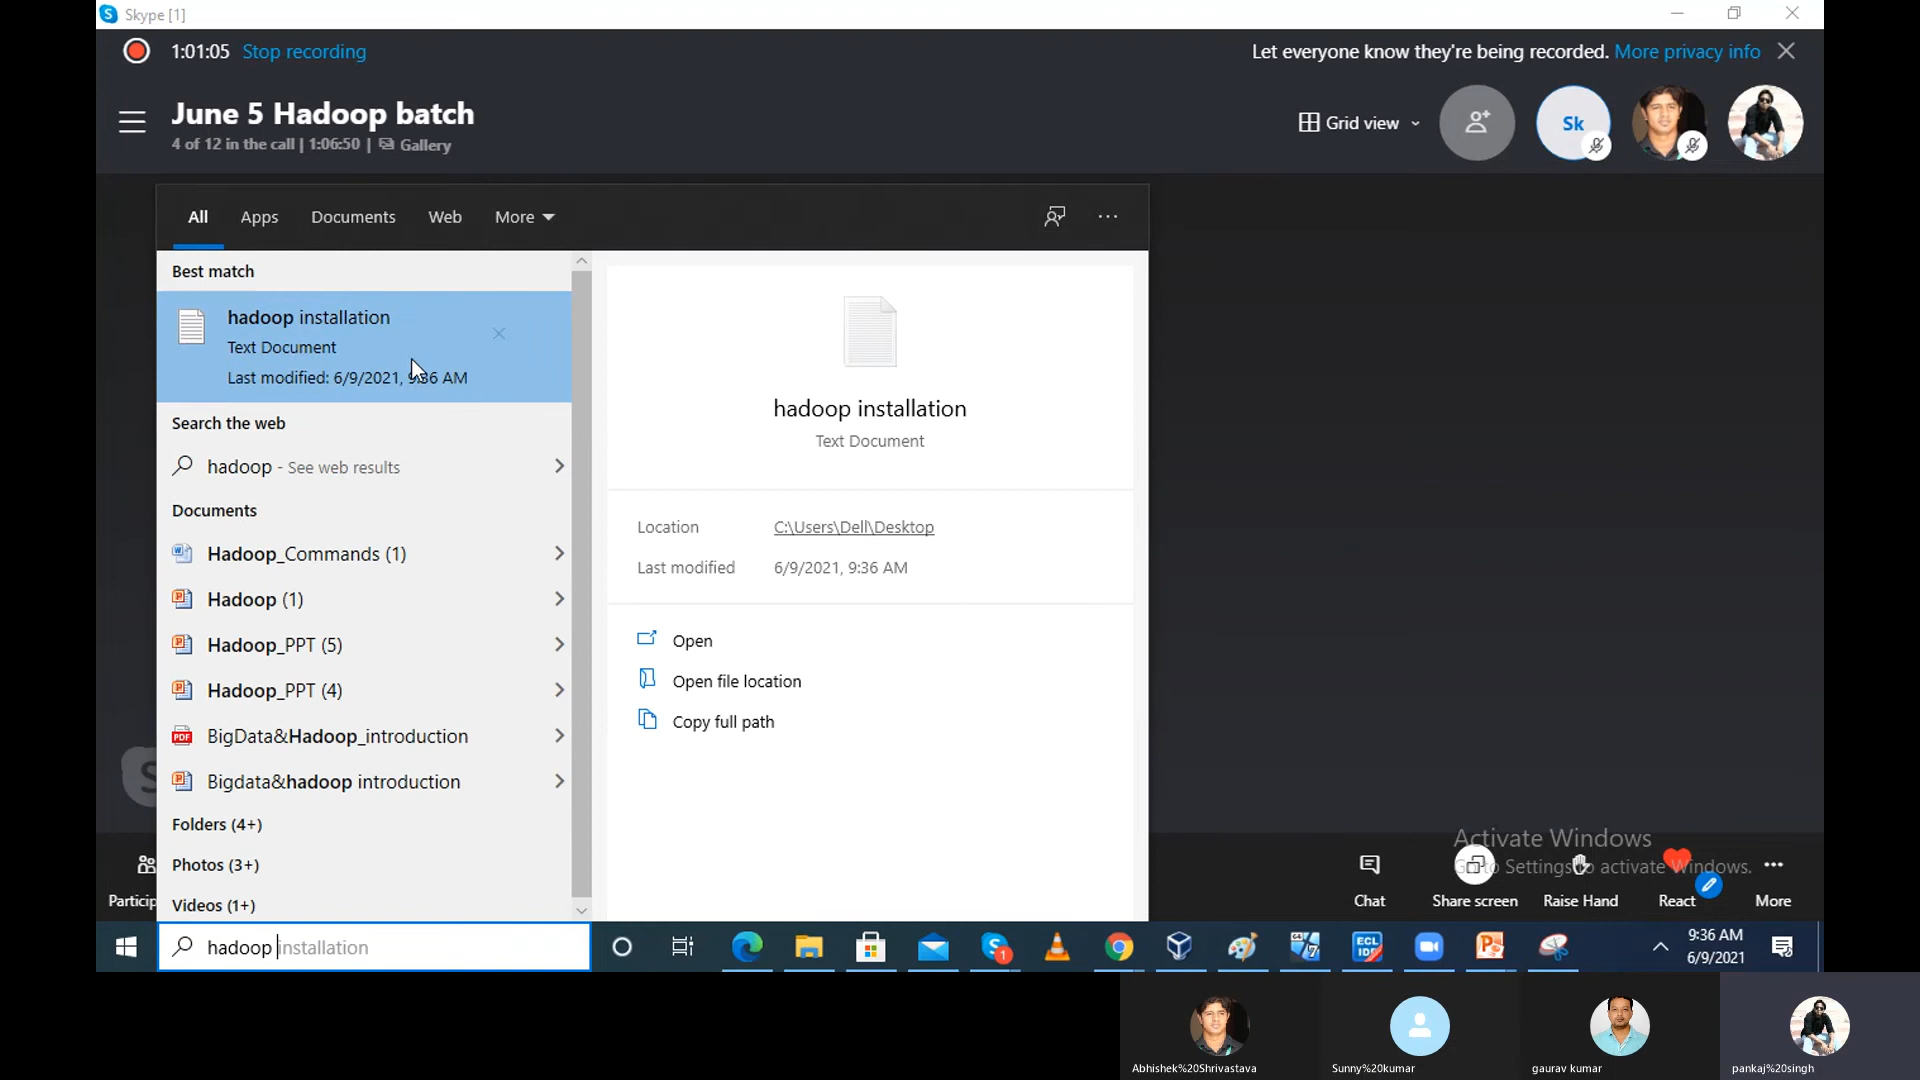 Skype [1]
1:01:05 Stop recording
Let everyone know they're being recorded. More privacy info
June 5 Hadoop batch
4 of 12 in the call | 1:06:50 | Gallery
Grid view
Sk
All Apps Documents Web More
Best match
hadoop installation
Text Document
Last modified: 6/9/2021, 9:36 AM
Search the web
hadoop - See web results
Documents
Hadoop_Commands (1)
Hadoop (1)
Hadoop_PPT (5)
Hadoop_PPT (4)
BigData&Hadoop_introduction
Bigdata&hadoop introduction
Folders (4+)
Photos (3+)
Videos (1+)
hadoop installation
Text Document
Location C:\Users\Dell\Desktop
Last modified 6/9/2021, 9:36 AM
Open
Open file location
Copy full path
Activate Windows
Go to Settings to activate Windows.
Particip
Chat
Share screen
Raise Hand
React
More
hadoop installation
9:36 AM
6/9/2021
Abhishek%20Shrivastava
Sunny%20kumar
gaurav kumar
pankaj%20singh